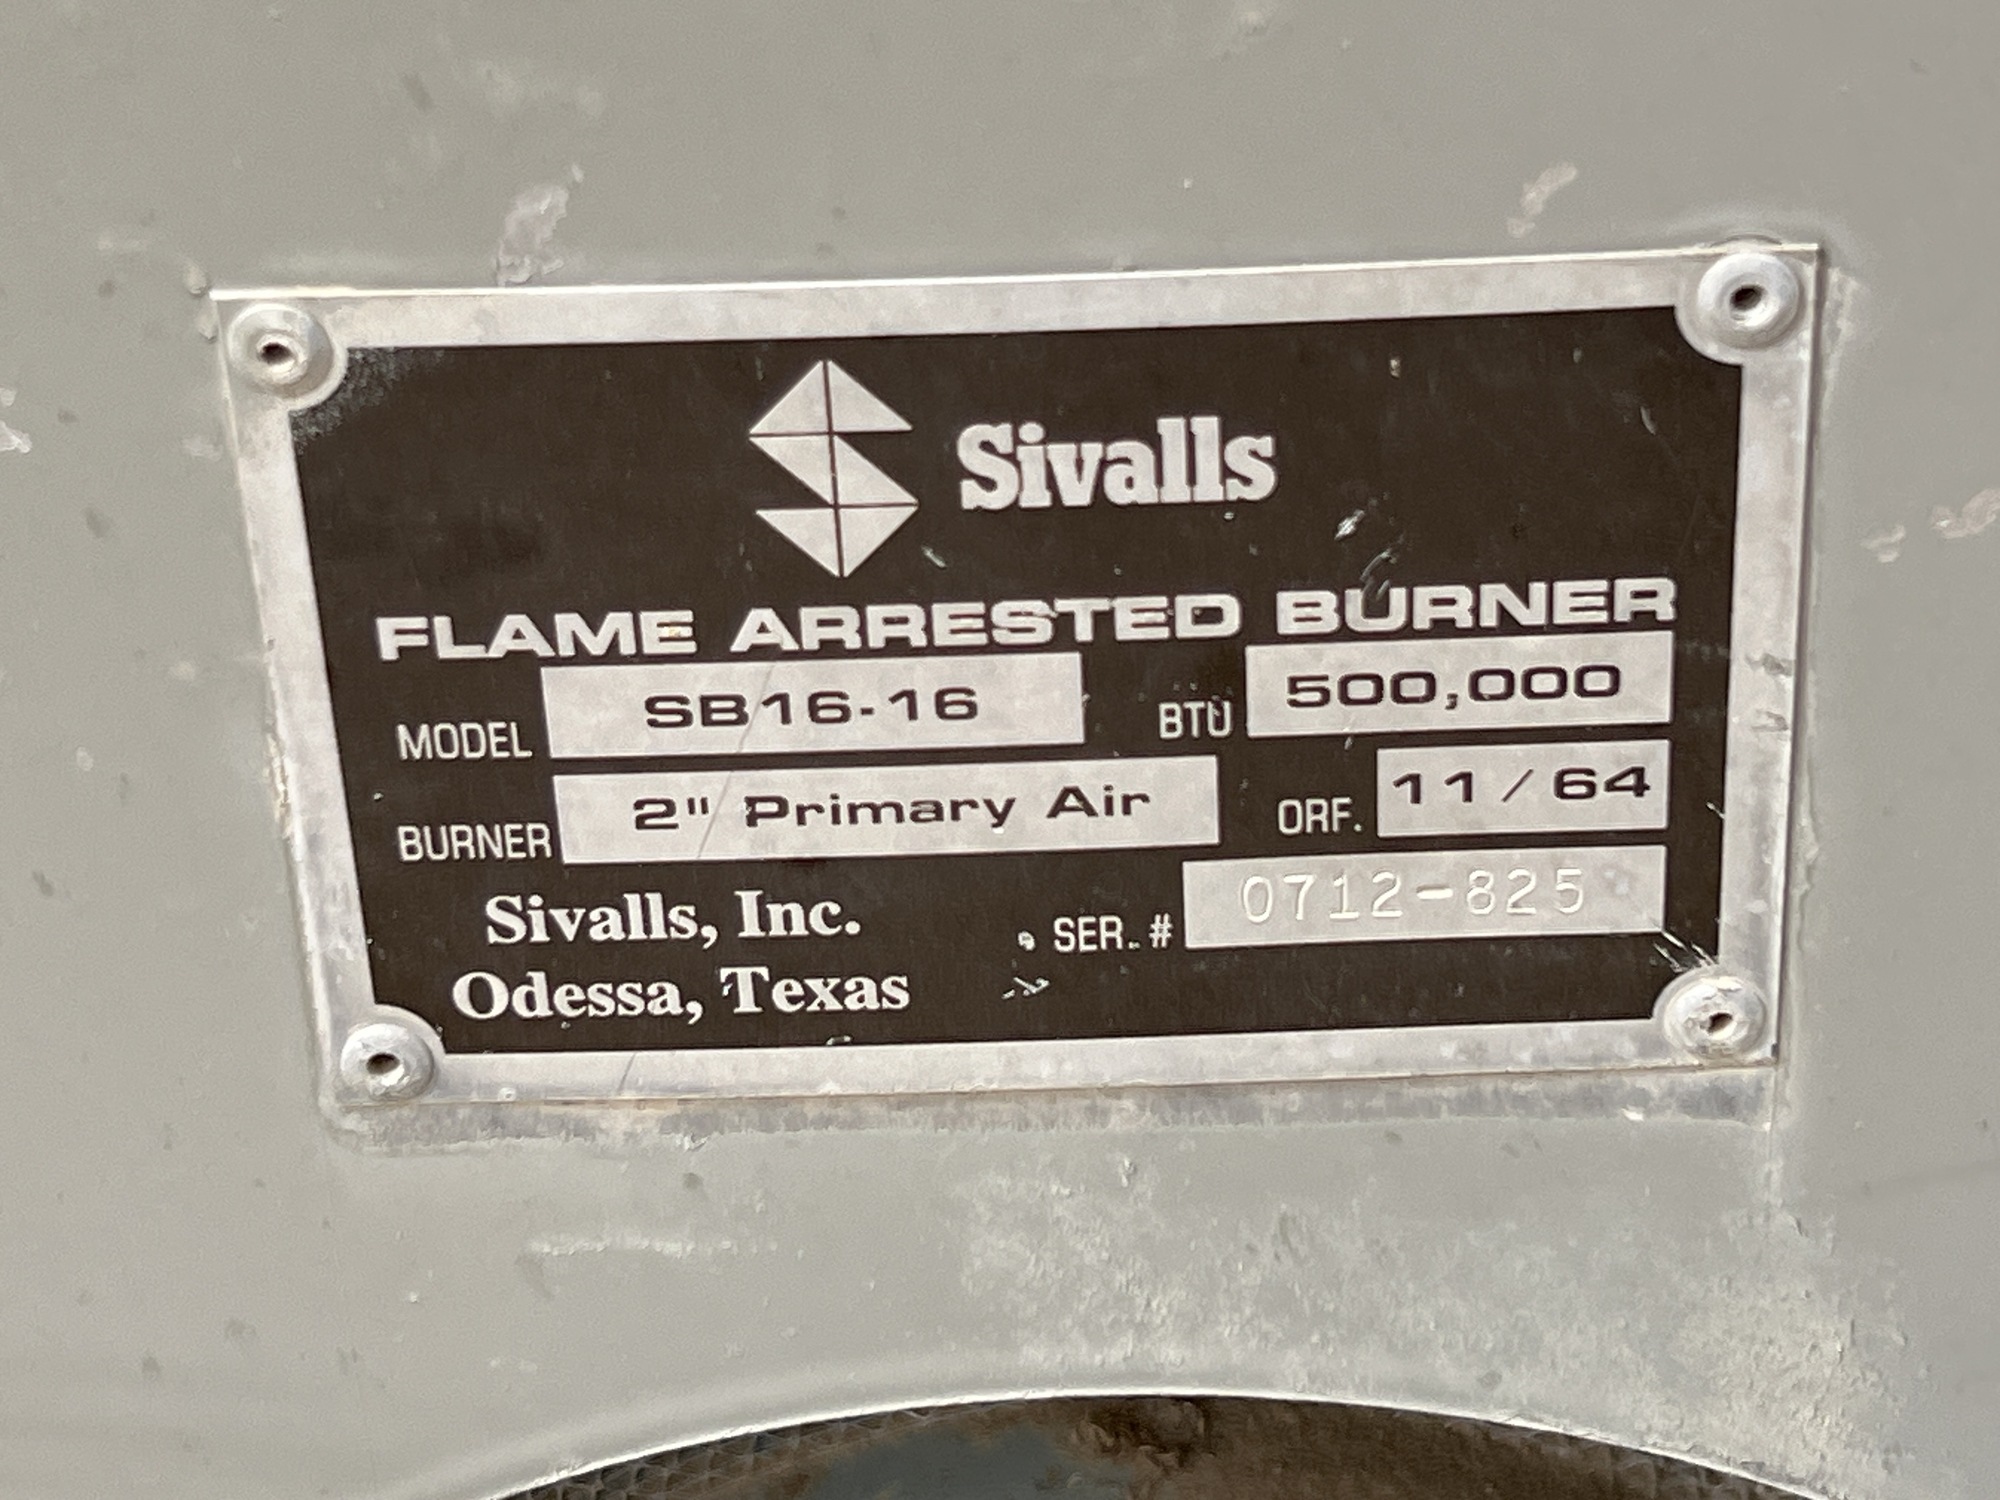 Sivalls
FLAME ARRESTED BURNER
MODEL SB16-16 BTU 500,000
BURNER 2" Primary Air ORF. 11/64
Sivalls, Inc. SER. # 0712-825
Odessa, Texas